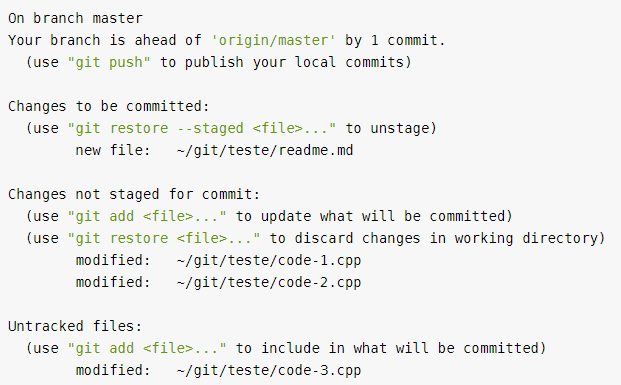 On branch master
Your branch is ahead of 'origin/master' by 1 commit.
(use "git push" to publish your local commits)
Changes to be committed:
(use "git restore --staged <file>..." to unstage)
new file: ~/git/teste/readme.md
Changes not staged for commit:
(use "git add <file>..." to update what will be committed)
(use "git restore <file>..." to discard changes in working directory)
modified: ~/git/teste/code-1.cpp
modified: ~/git/teste/code-2.cpp
Untracked files:
(use "git add <file>..." to include in what will be committed)
modified: ~/git/teste/code-3.cpp